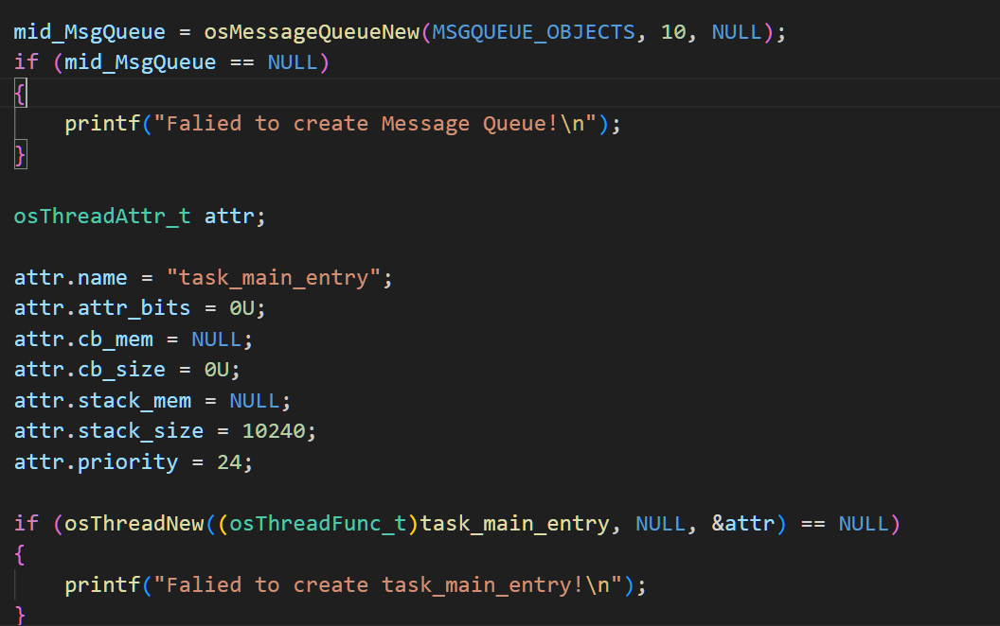 mid_MsgQueue = osMessageQueueNew(MSGQUEUE_OBJECTS, 10, NULL);
if (mid_MsgQueue == NULL)
{
    printf("Falied to create Message Queue!\n");
}

osThreadAttr_t attr;

attr.name = "task_main_entry";
attr.attr_bits = 0U;
attr.cb_mem = NULL;
attr.cb_size = 0U;
attr.stack_mem = NULL;
attr.stack_size = 10240;
attr.priority = 24;

if (osThreadNew((osThreadFunc_t)task_main_entry, NULL, &attr) == NULL)
{
    printf("Falied to create task_main_entry!\n");
}